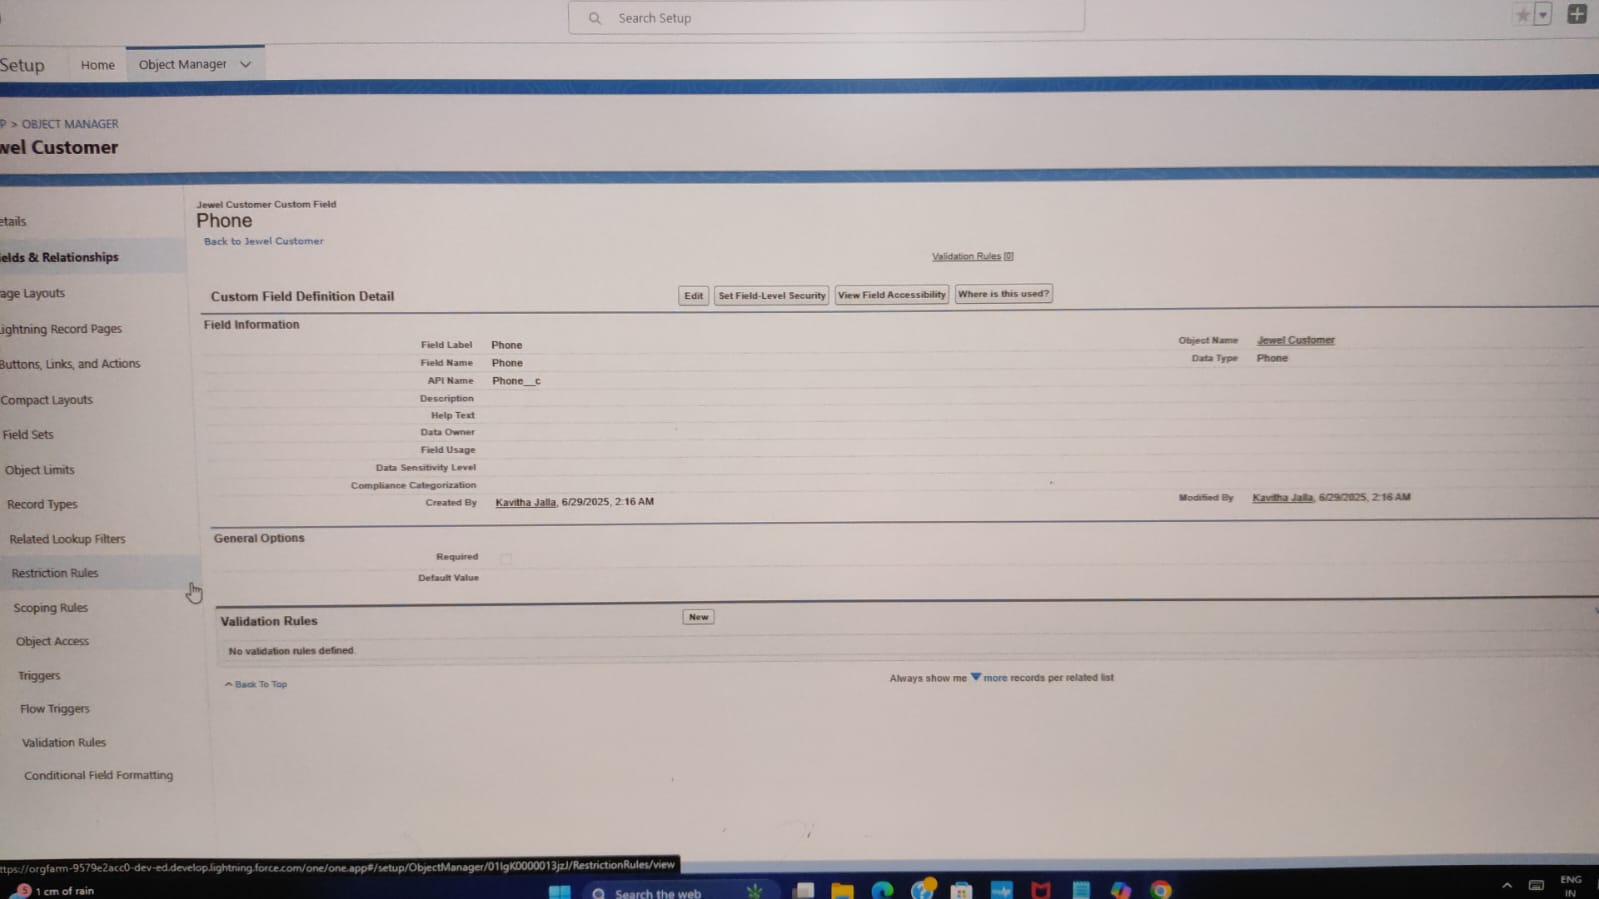 Search Setup
Setup
Home
Object Manager
P > OBJECT MANAGER
wel Customer
etails
ields & Relationships
age Layouts
ightning Record Pages
Buttons, Links, and Actions
Compact Layouts
Field Sets
Object Limits
Record Types
Related Lookup Filters
Restriction Rules
Scoping Rules
Object Access
Triggers
Flow Triggers
Validation Rules
Conditional Field Formatting
Jewel Customer Custom Field
Phone
Back to Jewel Customer
Validation Rules [0]
Custom Field Definition Detail
Edit
Set Field-Level Security
View Field Accessibility
Where is this used?
Field Information
Field Label Phone
Object Name Jewel Customer
Field Name Phone
Data Type Phone
API Name Phone__c
Description
Help Text
Data Owner
Field Usage
Data Sensitivity Level
Compliance Categorization
Created By Kavitha Jalla, 6/29/2025, 2:16 AM
Modified By Kavitha Jalla, 6/29/2025, 2:16 AM
General Options
Required
Default Value
Validation Rules
New
No validation rules defined.
Back To Top
Always show me more records per related list
ttps://orgfarm-9579e2acc0-dev-ed.develop.lightning.force.com/one/one.app#/setup/ObjectManager/01IgK0000013jzJ/RestrictionRules/view
5
1 cm of rain
Search the web
ENG
IN